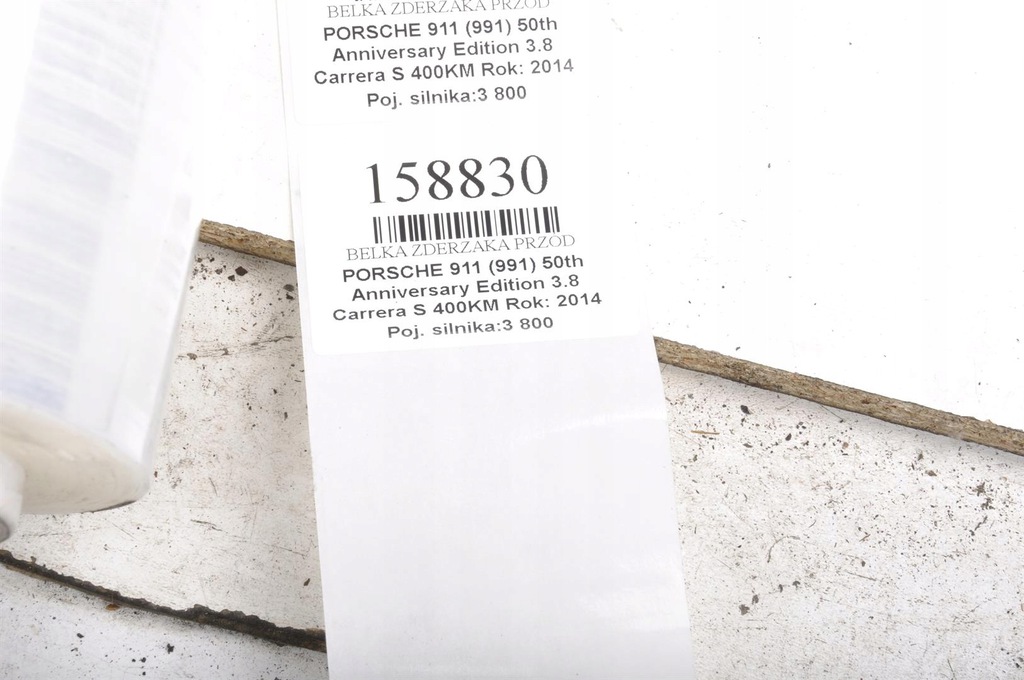 BELKA ZDERZAKA PRZOD
PORSCHE 911 (991) 50th
Anniversary Edition 3.8
Carrera S 400KM Rok: 2014
Poj. silnika:3 800
158830
BELKA ZDERZAKA PRZOD
PORSCHE 911 (991) 50th
Anniversary Edition 3.8
Carrera S 400KM Rok: 2014
Poj. silnika:3 800